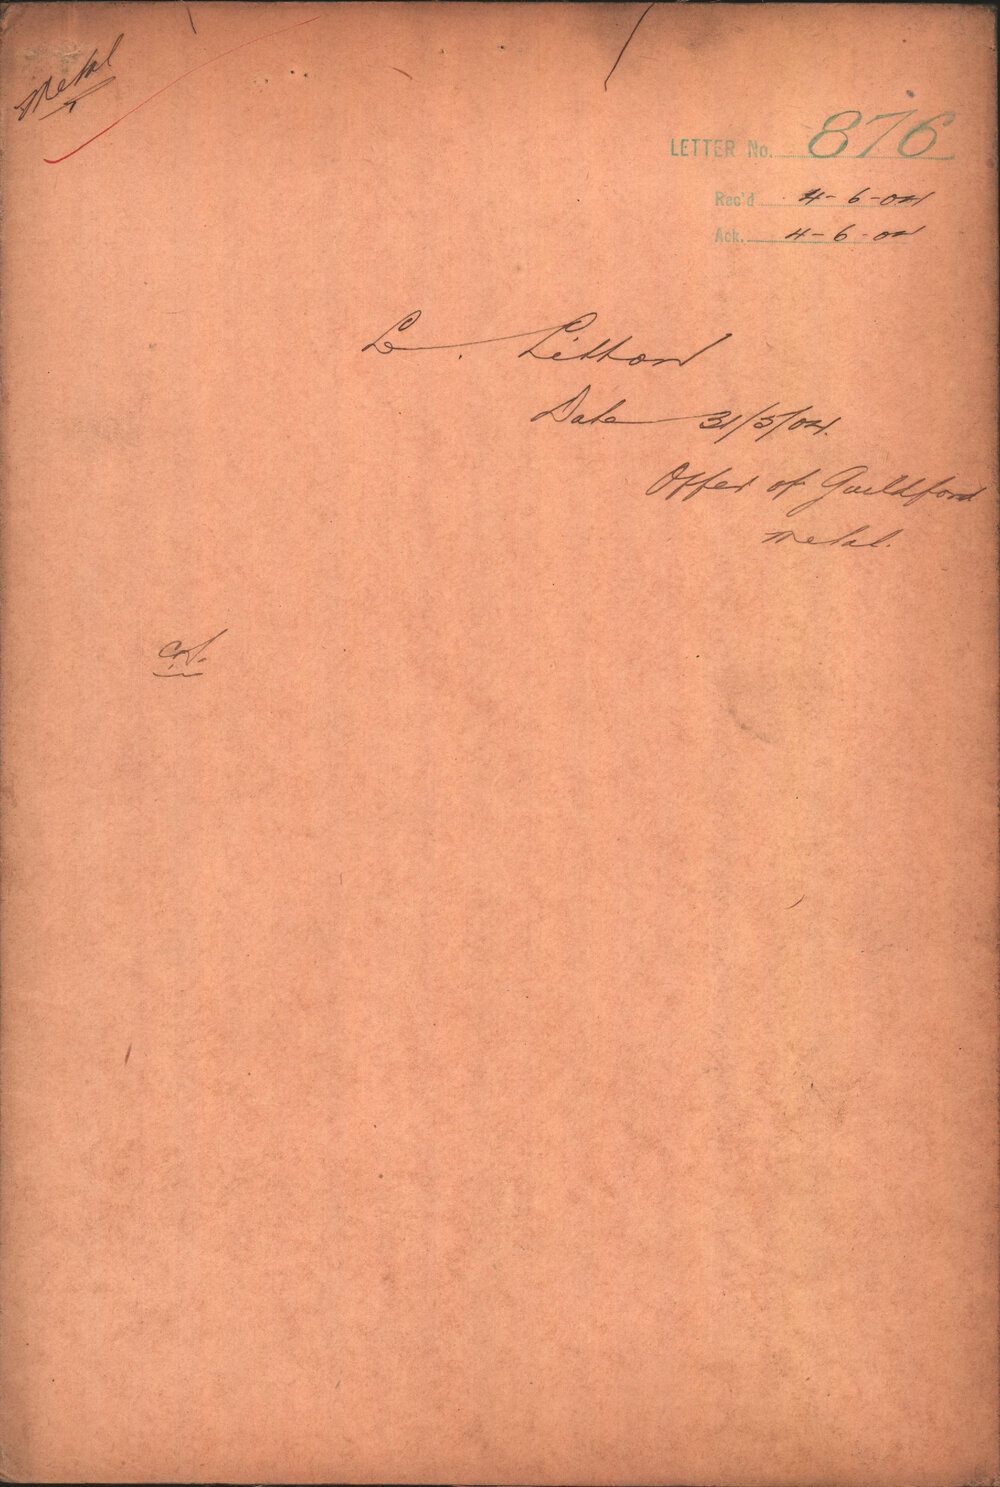 Metal
LETTER No. 876
Rec'd 4-6-04
Ack. 4-6-04
L. Litton
Date 31/5/04.
Offer of Guildford
Metal.